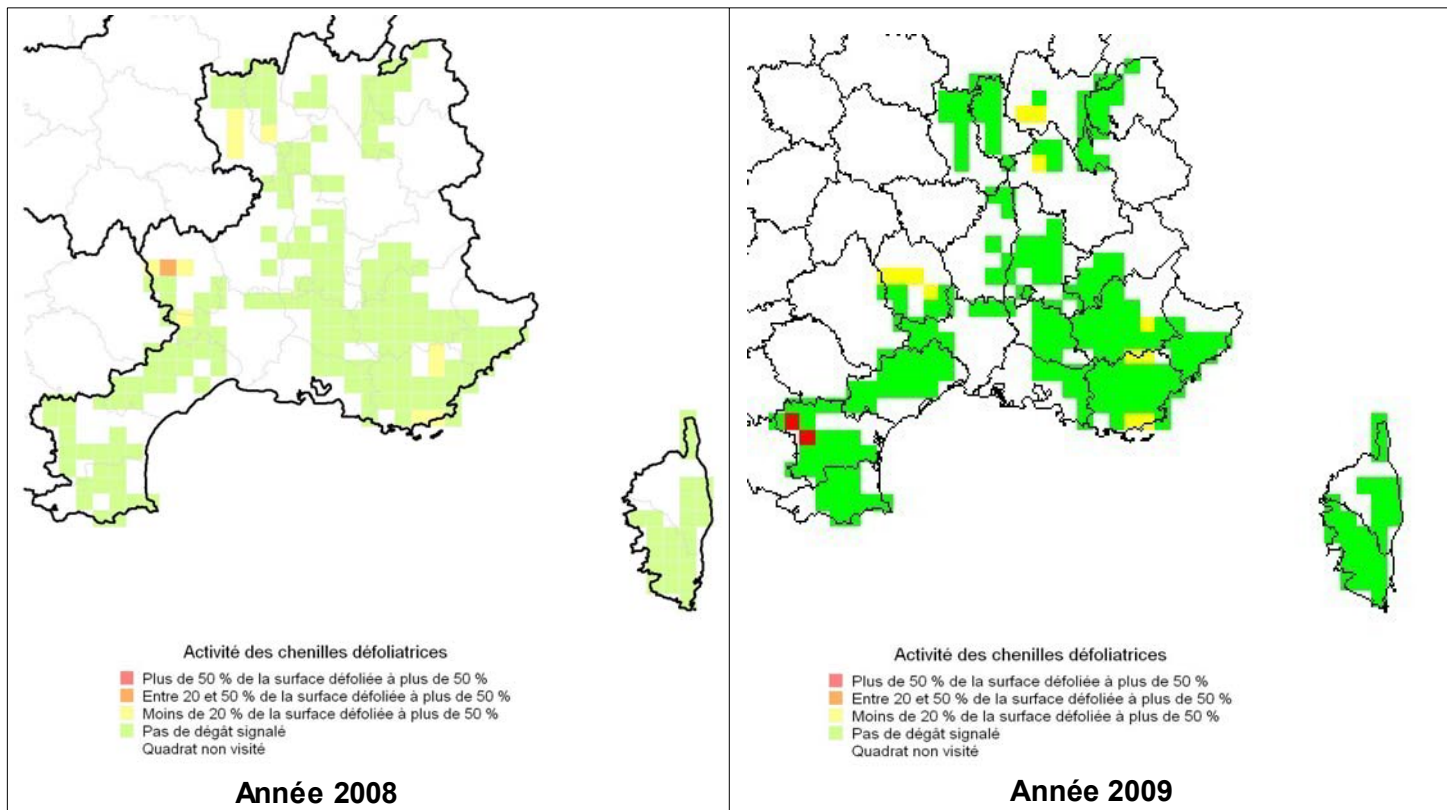 Activité des chenilles défoliatrices
Plus de 50 % de la surface défoliée à plus de 50 %
Entre 20 et 50 % de la surface défoliée à plus de 50 %
Moins de 20 % de la surface défoliée à plus de 50 %
Pas de dégât signalé
Quadrat non visité
Année 2008
Activité des chenilles défoliatrices
Plus de 50 % de la surface défoliée à plus de 50 %
Entre 20 et 50 % de la surface défoliée à plus de 50 %
Moins de 20 % de la surface défoliée à plus de 50 %
Pas de dégât signalé
Quadrat non visité
Année 2009